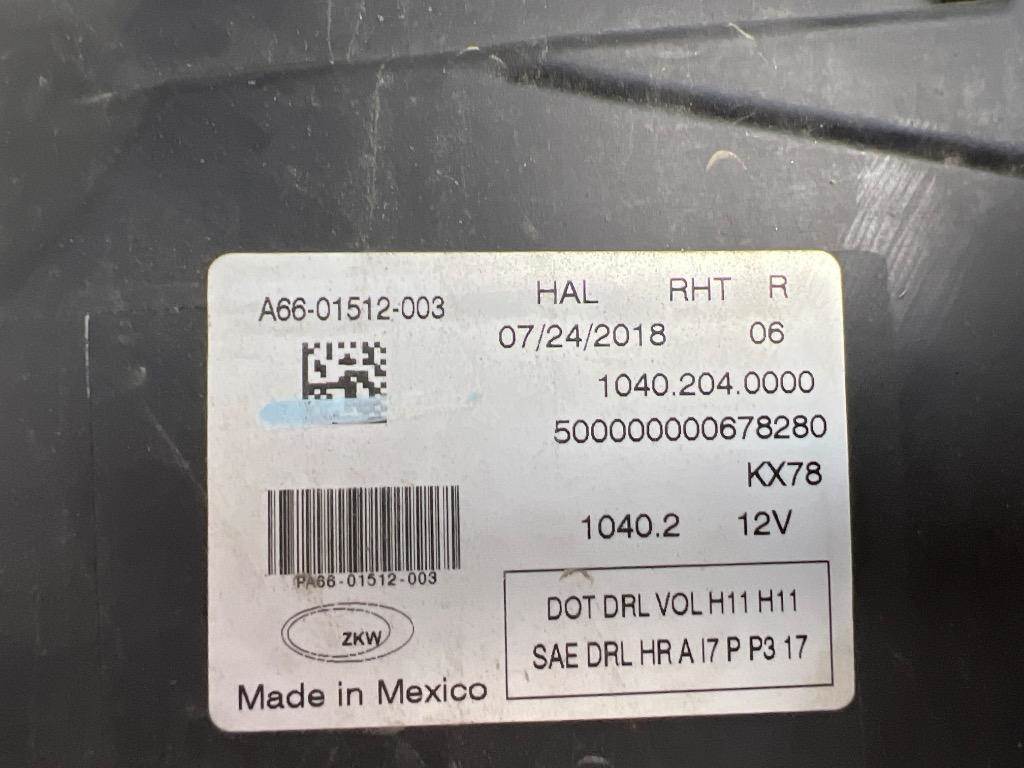 A66-01512-003
HAL RHT R
07/24/2018 06
1040.204.0000
500000000678280
KX78
1040.2 12V
PA66-01512-003
ZKW
Made in Mexico
DOT DRL VOL H11 H11
SAE DRL HR A I7 P P3 17